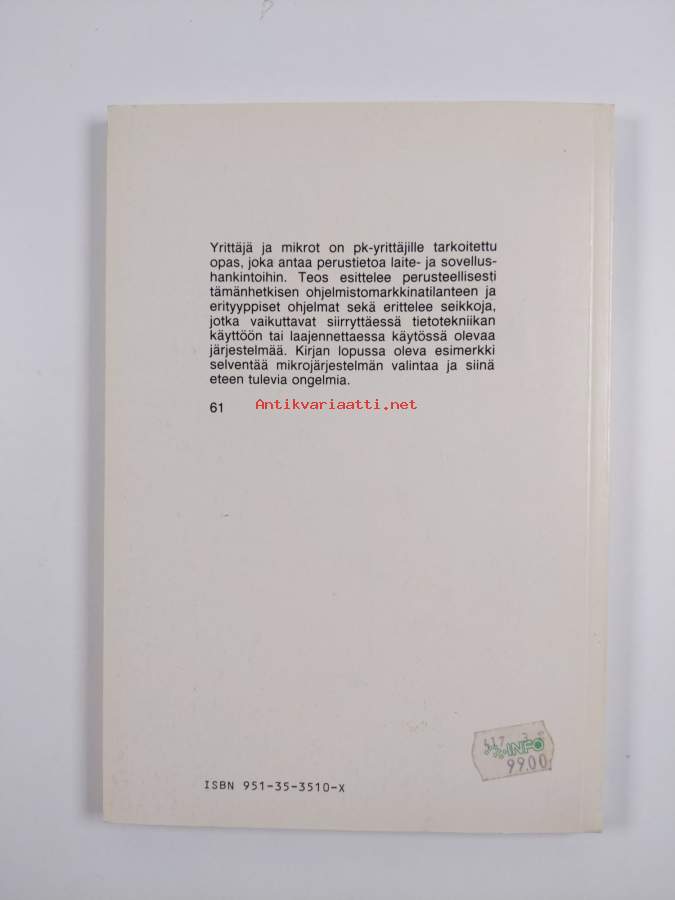 Yrittäjä ja mikrot on pk-yrittäjille tarkoitettu
opas, joka antaa perustietoa laite- ja sovellus-
hankintoihin. Teos esittelee perusteellisesti
tämänhetkisen ohjelmistomarkkinatilanteen ja
erityyppiset ohjelmat sekä erittelee seikkoja,
jotka vaikuttavat siirryttäessä tietotekniikan
käyttöön tai laajennettaessa käytössä olevaa
järjestelmää. Kirjan lopussa oleva esimerkki
selventää mikrojärjestelmän valintaa ja siinä
eteen tulevia ongelmia.
61
Antikvariaatti.net
INFO
99.00
ISBN 951-35-3510-X